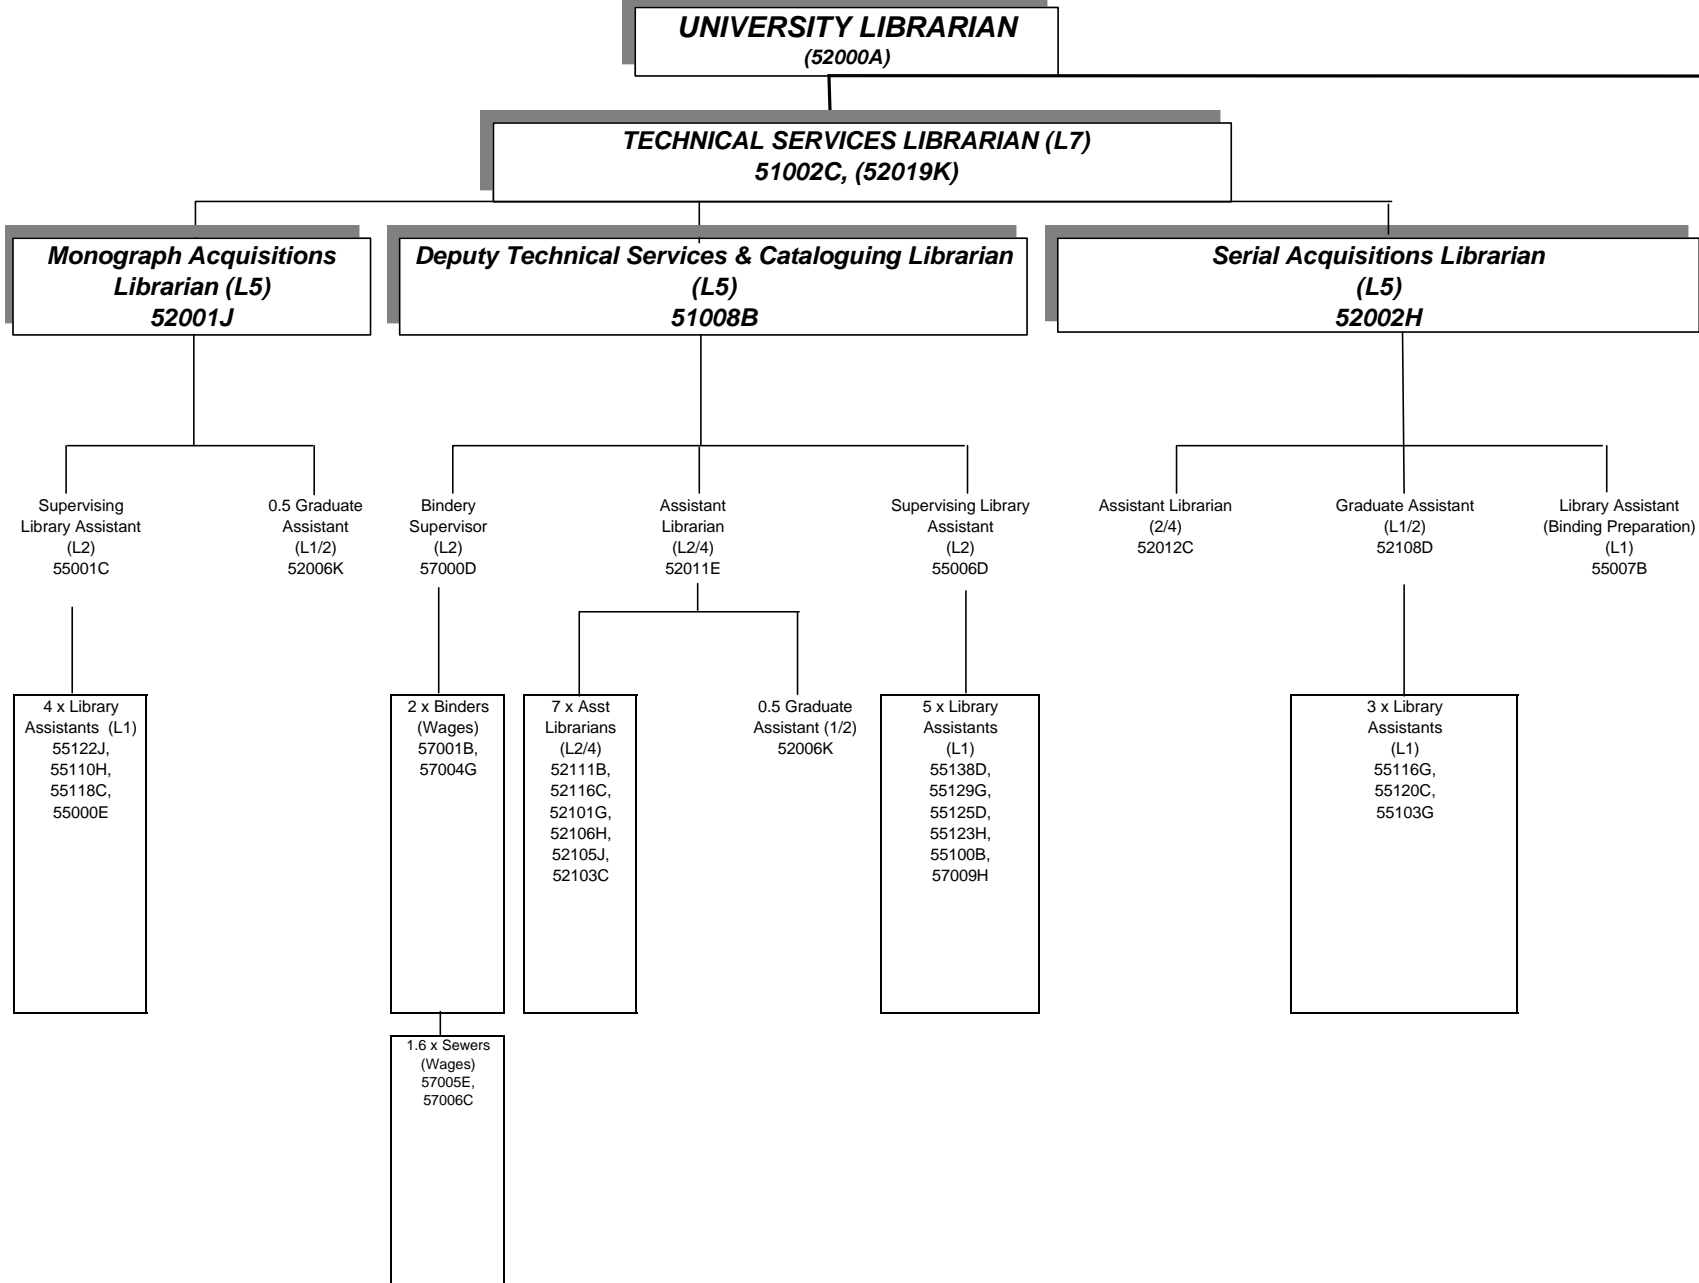 UNIVERSITY LIBRARIAN
(52000A)
TECHNICAL SERVICES LIBRARIAN (L7)
51002C, (52019K)
Monograph Acquisitions
Librarian (L5)
52001J
Deputy Technical Services & Cataloguing Librarian
(L5)
51008B
Serial Acquisitions Librarian
(L5)
52002H
Supervising
Library Assistant
(L2)
55001C
0.5 Graduate
Assistant
(L1/2)
52006K
Bindery
Supervisor
(L2)
57000D
Assistant
Librarian
(L2/4)
52011E
Supervising Library
Assistant
(L2)
55006D
Assistant Librarian
(2/4)
52012C
Graduate Assistant
(L1/2)
52108D
Library Assistant
(Binding Preparation)
(L1)
55007B
4 x Library
Assistants (L1)
55122J,
55110H,
55118C,
55000E
2 x Binders
(Wages)
57001B,
57004G
7 x Asst
Librarians
(L2/4)
52111B,
52116C,
52101G,
52106H,
52105J,
52103C
0.5 Graduate
Assistant (1/2)
52006K
5 x Library
Assistants
(L1)
55138D,
55129G,
55125D,
55123H,
55100B,
57009H
3 x Library
Assistants
(L1)
55116G,
55120C,
55103G
1.6 x Sewers
(Wages)
57005E,
57006C